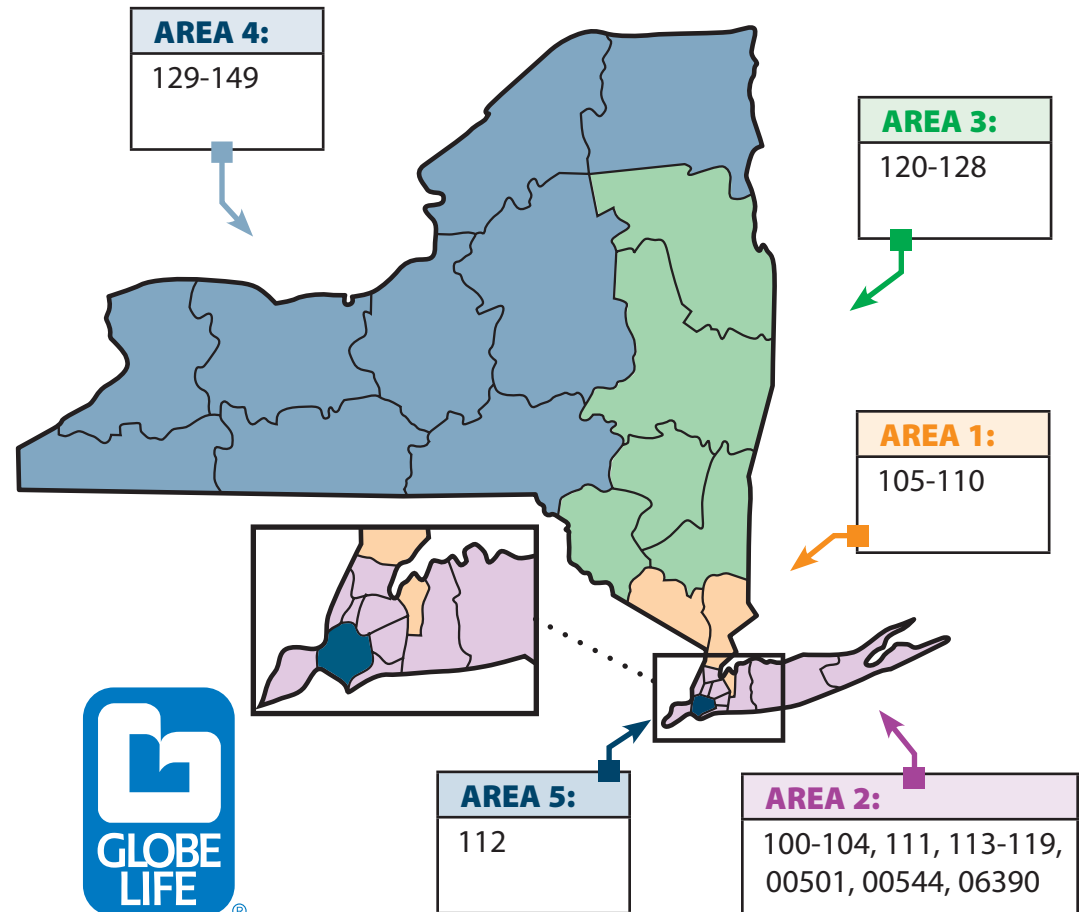 AREA 4:
129-149
AREA 3:
120-128
AREA 1:
105-110
AREA 5:
112
AREA 2:
100-104, 111, 113-119,
00501, 00544, 06390
GLOBE
LIFE
®